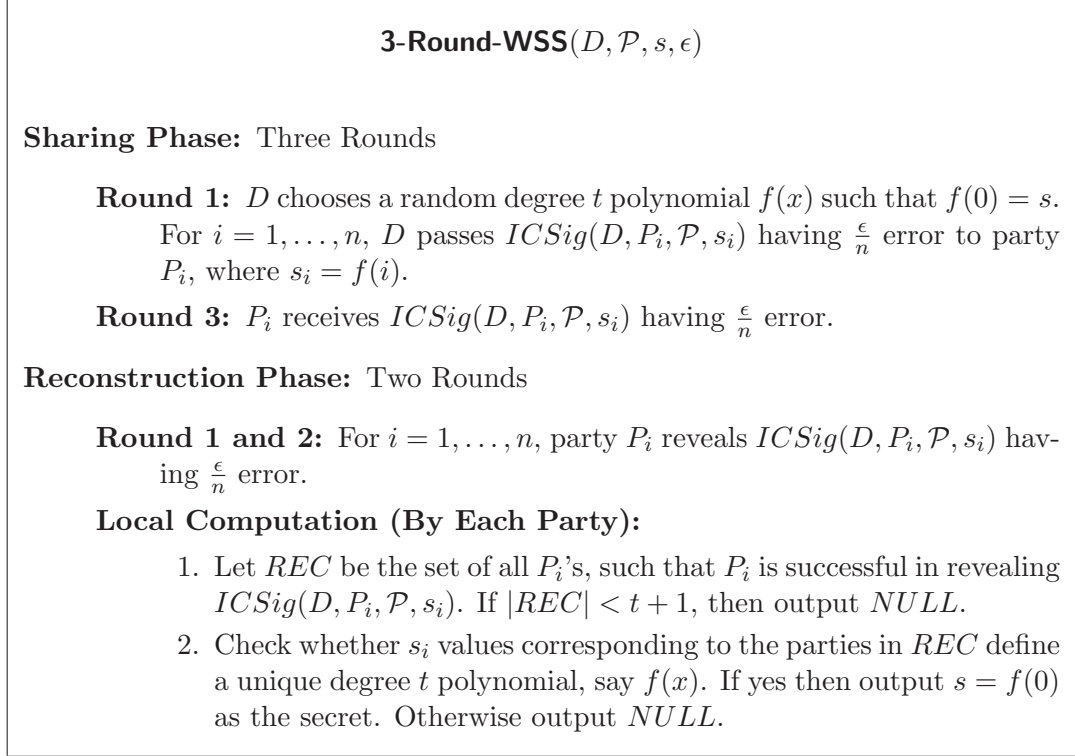 3-Round-WSS(D, 𝒫, s, ϵ)
Sharing Phase: Three Rounds
Round 1: D chooses a random degree t polynomial f(x) such that f(0) = s.
For i = 1, . . . , n, D passes ICSig(D, P_i, 𝒫, s_i) having ϵ/n error to party
P_i, where s_i = f(i).
Round 3: P_i receives ICSig(D, P_i, 𝒫, s_i) having ϵ/n error.
Reconstruction Phase: Two Rounds
Round 1 and 2: For i = 1, . . . , n, party P_i reveals ICSig(D, P_i, 𝒫, s_i) hav-
ing ϵ/n error.
Local Computation (By Each Party):
1. Let REC be the set of all P_i's, such that P_i is successful in revealing
ICSig(D, P_i, 𝒫, s_i). If |REC| < t + 1, then output NULL.
2. Check whether s_i values corresponding to the parties in REC define
a unique degree t polynomial, say f(x). If yes then output s = f(0)
as the secret. Otherwise output NULL.